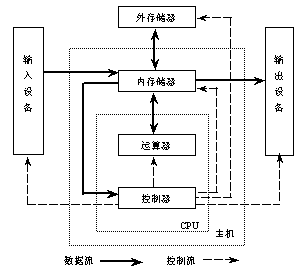 外存储器
输入设备
内存储器
输出设备
运算器
控制器
CPU
主机
数据流
控制流